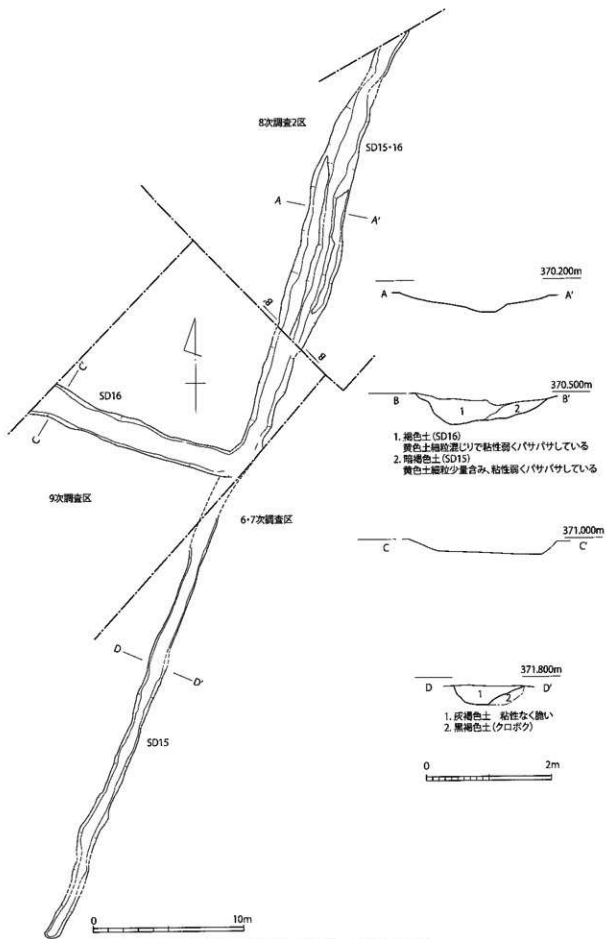 8次調査2区
SD15・16
A
A'
B'
B
C
SD16
C'
9次調査区
6・7次調査区
D
D'
SD15
0
10m
370.200m
A
A'
370.500m
B
B'
1
2
1. 褐色土(SD16)
黄色土細粒混じりで粘性弱くバサバサしている
2. 暗褐色土(SD15)
黄色土細粒少量含み、粘性弱くバサバサしている
371.000m
C
C'
371.800m
D
D'
1
2
1. 灰褐色土 粘性なく脆い
2. 黒褐色土(クロボク)
0
2m